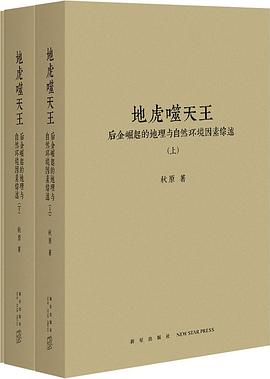 地虎噬天王
后金崛起的地理与
自然环境因素综述（下）
秋原 著
地虎噬天王
后金崛起的地理与
自然环境因素综述（上）
秋原 著
地虎噬天王
后金崛起的地理与自然环境因素综述
（上）
秋原 著
新星出版社 NEW STAR PRESS